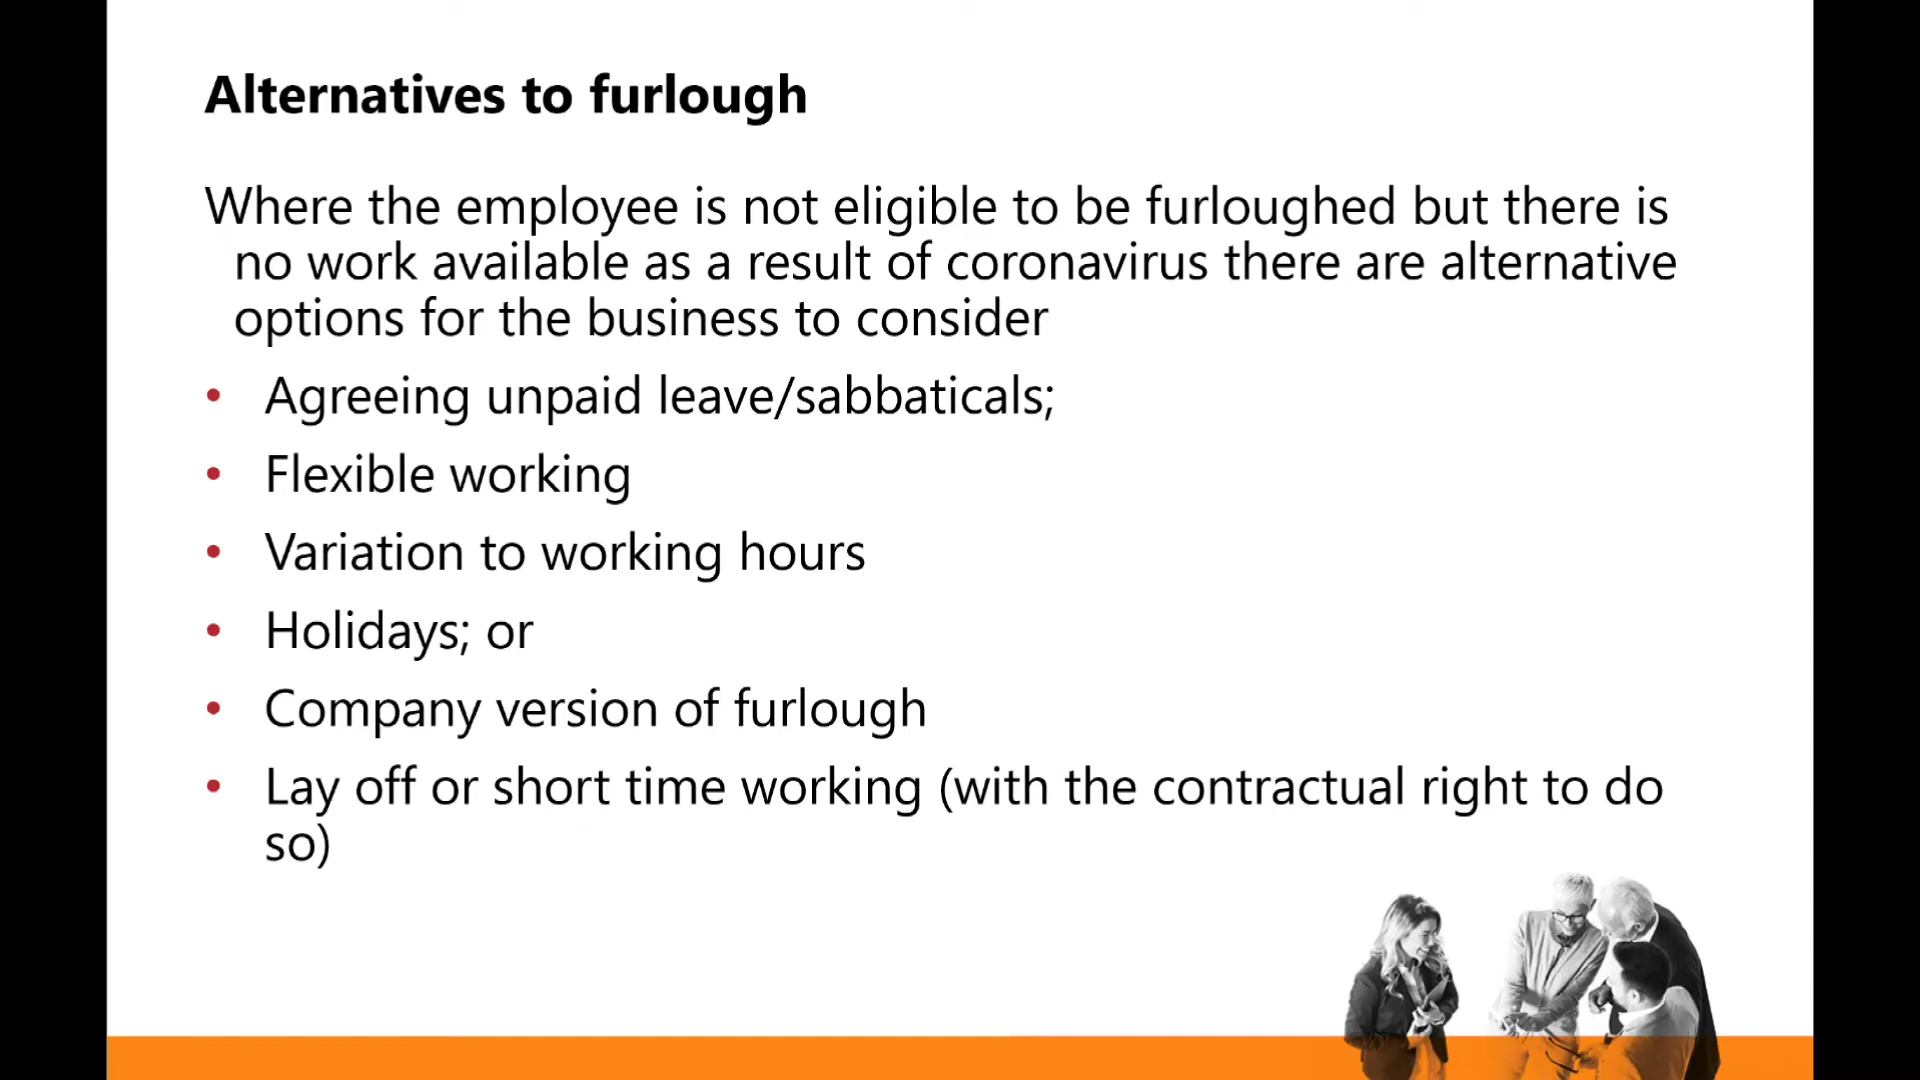 Alternatives to furlough
Where the employee is not eligible to be furloughed but there is
no work available as a result of coronavirus there are alternative
options for the business to consider
• Agreeing unpaid leave/sabbaticals;
• Flexible working
• Variation to working hours
• Holidays; or
• Company version of furlough
• Lay off or short time working (with the contractual right to do
so)